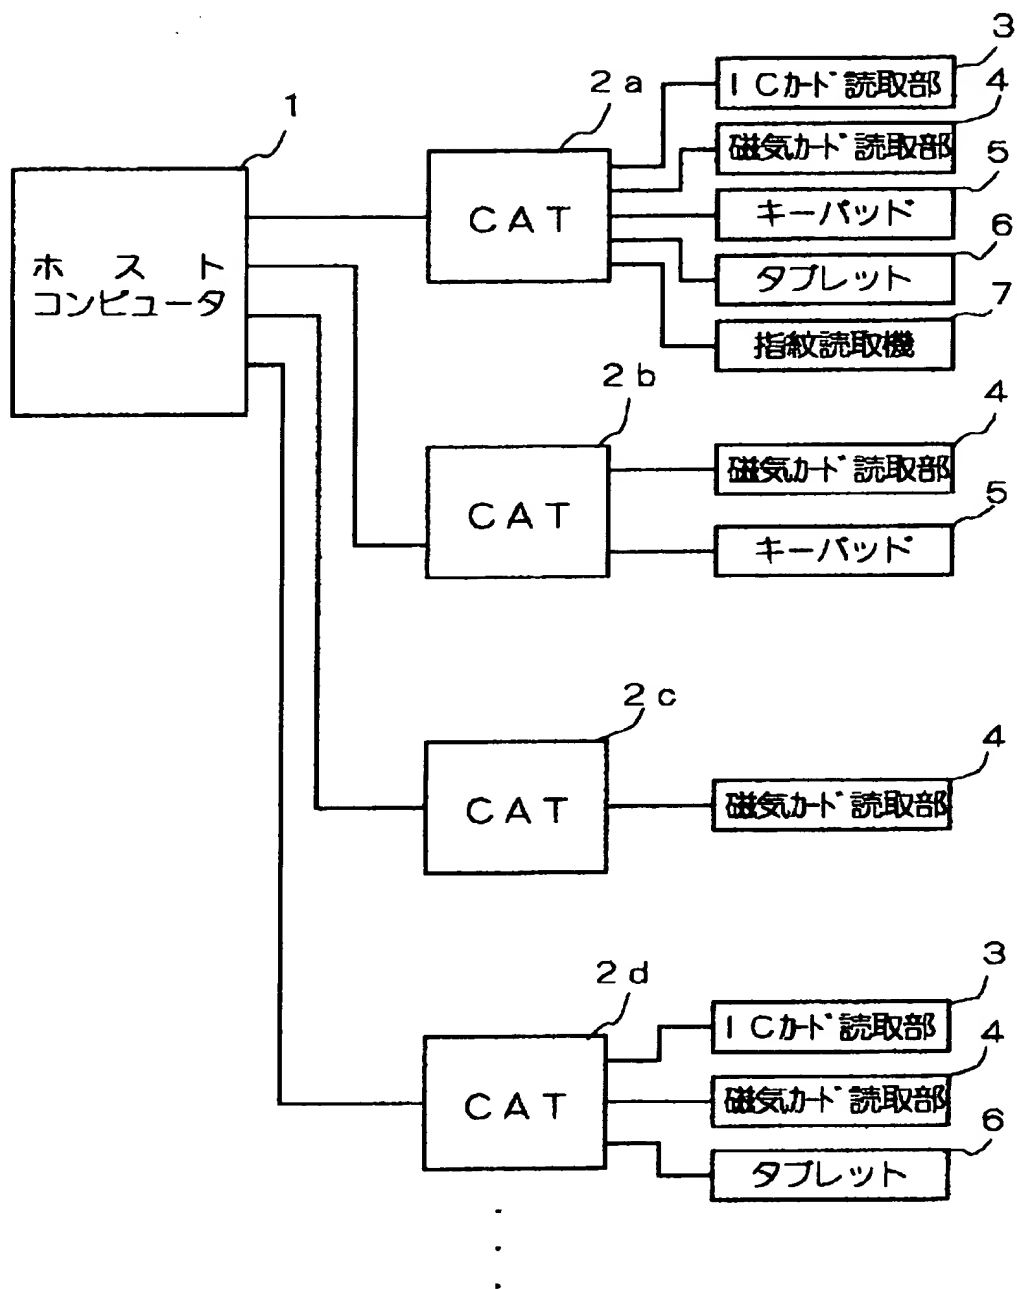 1
ホスト
コンピュータ
2a
CAT
3
ICカード読取部
4
磁気カード読取部
5
キーパッド
6
タブレット
7
指紋読取機
2b
CAT
4
磁気カード読取部
5
キーパッド
2c
CAT
4
磁気カード読取部
2d
CAT
3
ICカード読取部
4
磁気カード読取部
6
タブレット